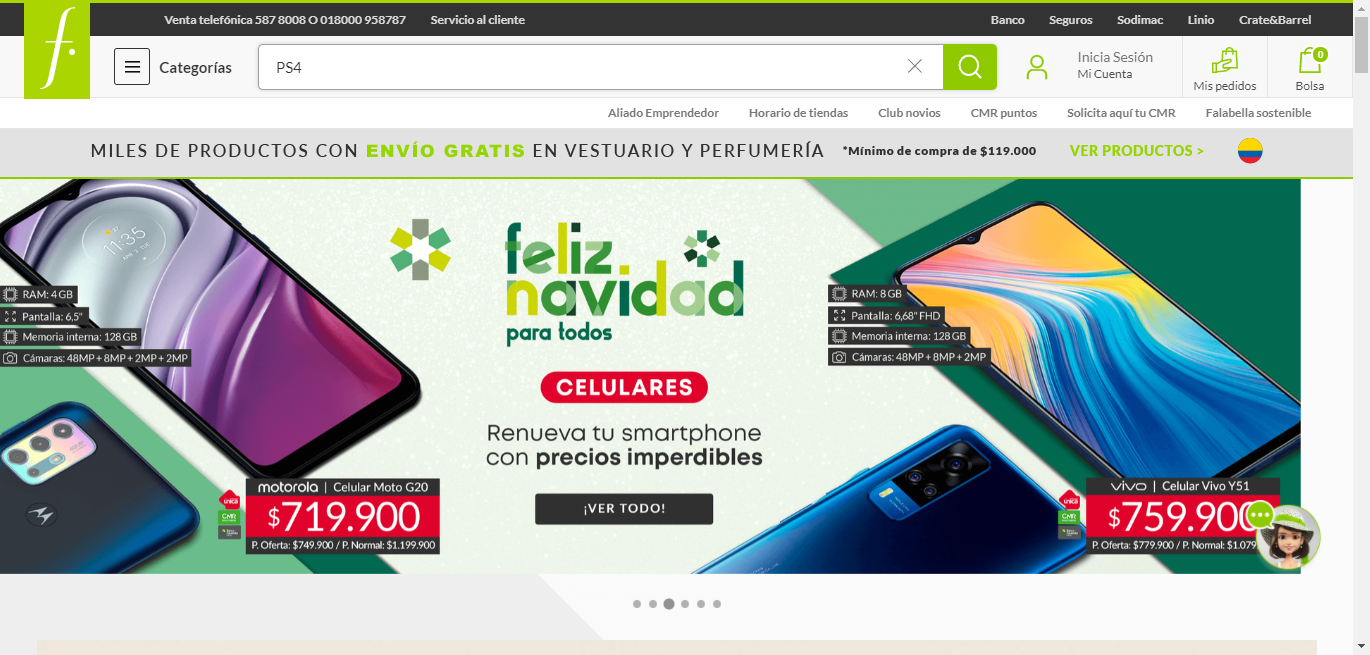 Venta telefónica 587 8008 O 018000 958787 Servicio al cliente Banco Seguros Sodimac Linio Crate&Barrel
f.
Categorías PS4 Inicia Sesión
Mi Cuenta
Mis pedidos
0
Bolsa
Aliado Emprendedor Horario de tiendas Club novios CMR puntos Solicita aquí tu CMR Falabella sostenible
MILES DE PRODUCTOS CON ENVÍO GRATIS EN VESTUARIO Y PERFUMERÍA *Mínimo de compra de $119.000 VER PRODUCTOS >
11:35
RAM: 4 GB
Pantalla: 6,5"
Memoria interna: 128 GB
Cámaras: 48MP + 8MP + 2MP + 2MP
feliz
navidad
para todos
CELULARES
Renueva tu smartphone
con precios imperdibles
¡VER TODO!
RAM: 8 GB
Pantalla: 6,68" FHD
Memoria interna: 128 GB
Cámaras: 48MP + 8MP + 2MP
motorola | Celular Moto G20
única
CMR
$719.900
P. Oferta: $749.900 / P. Normal: $1.199.900
vivo | Celular Vivo Y51
única
CMR
$759.900
P. Oferta: $779.900 / P. Normal: $1.079